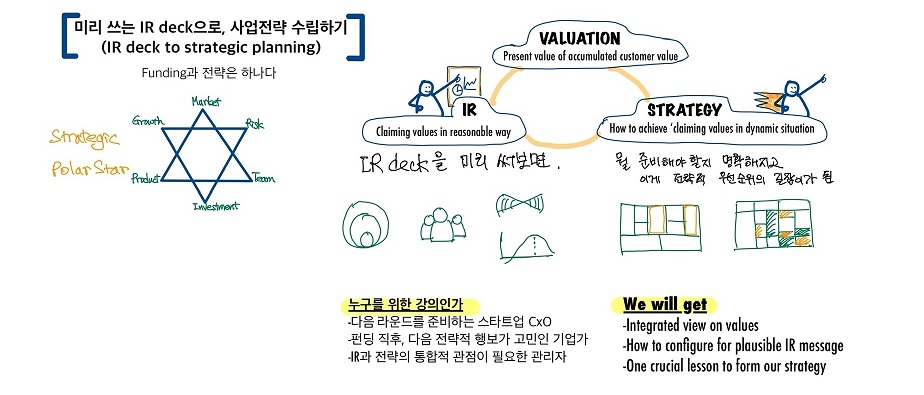 미리 쓰는 IR deck으로, 사업전략 수립하기
(IR deck to strategic planning)
Funding과 전략은 하나다
Strategic
Polar Star
Market
Growth
Risk
Product
Team
Investment
VALUATION
Present value of accumulated customer value
IR
Claiming values in reasonable way
STRATEGY
How to achieve 'claiming values in dynamic situation
IR deck을 미리 써보면.
뭘 준비해야할지 명확해지고
이게 전략적 우선순위의 길잡이가 됨
누구를 위한 강의인가
-다음 라운드를 준비하는 스타트업 CxO
-펀딩 직후, 다음 전략적 행보가 고민인 기업가
-IR과 전략의 통합적 관점이 필요한 관리자
We will get
-Integrated view on values
-How to configure for plausible IR message
-One crucial lesson to form our strategy